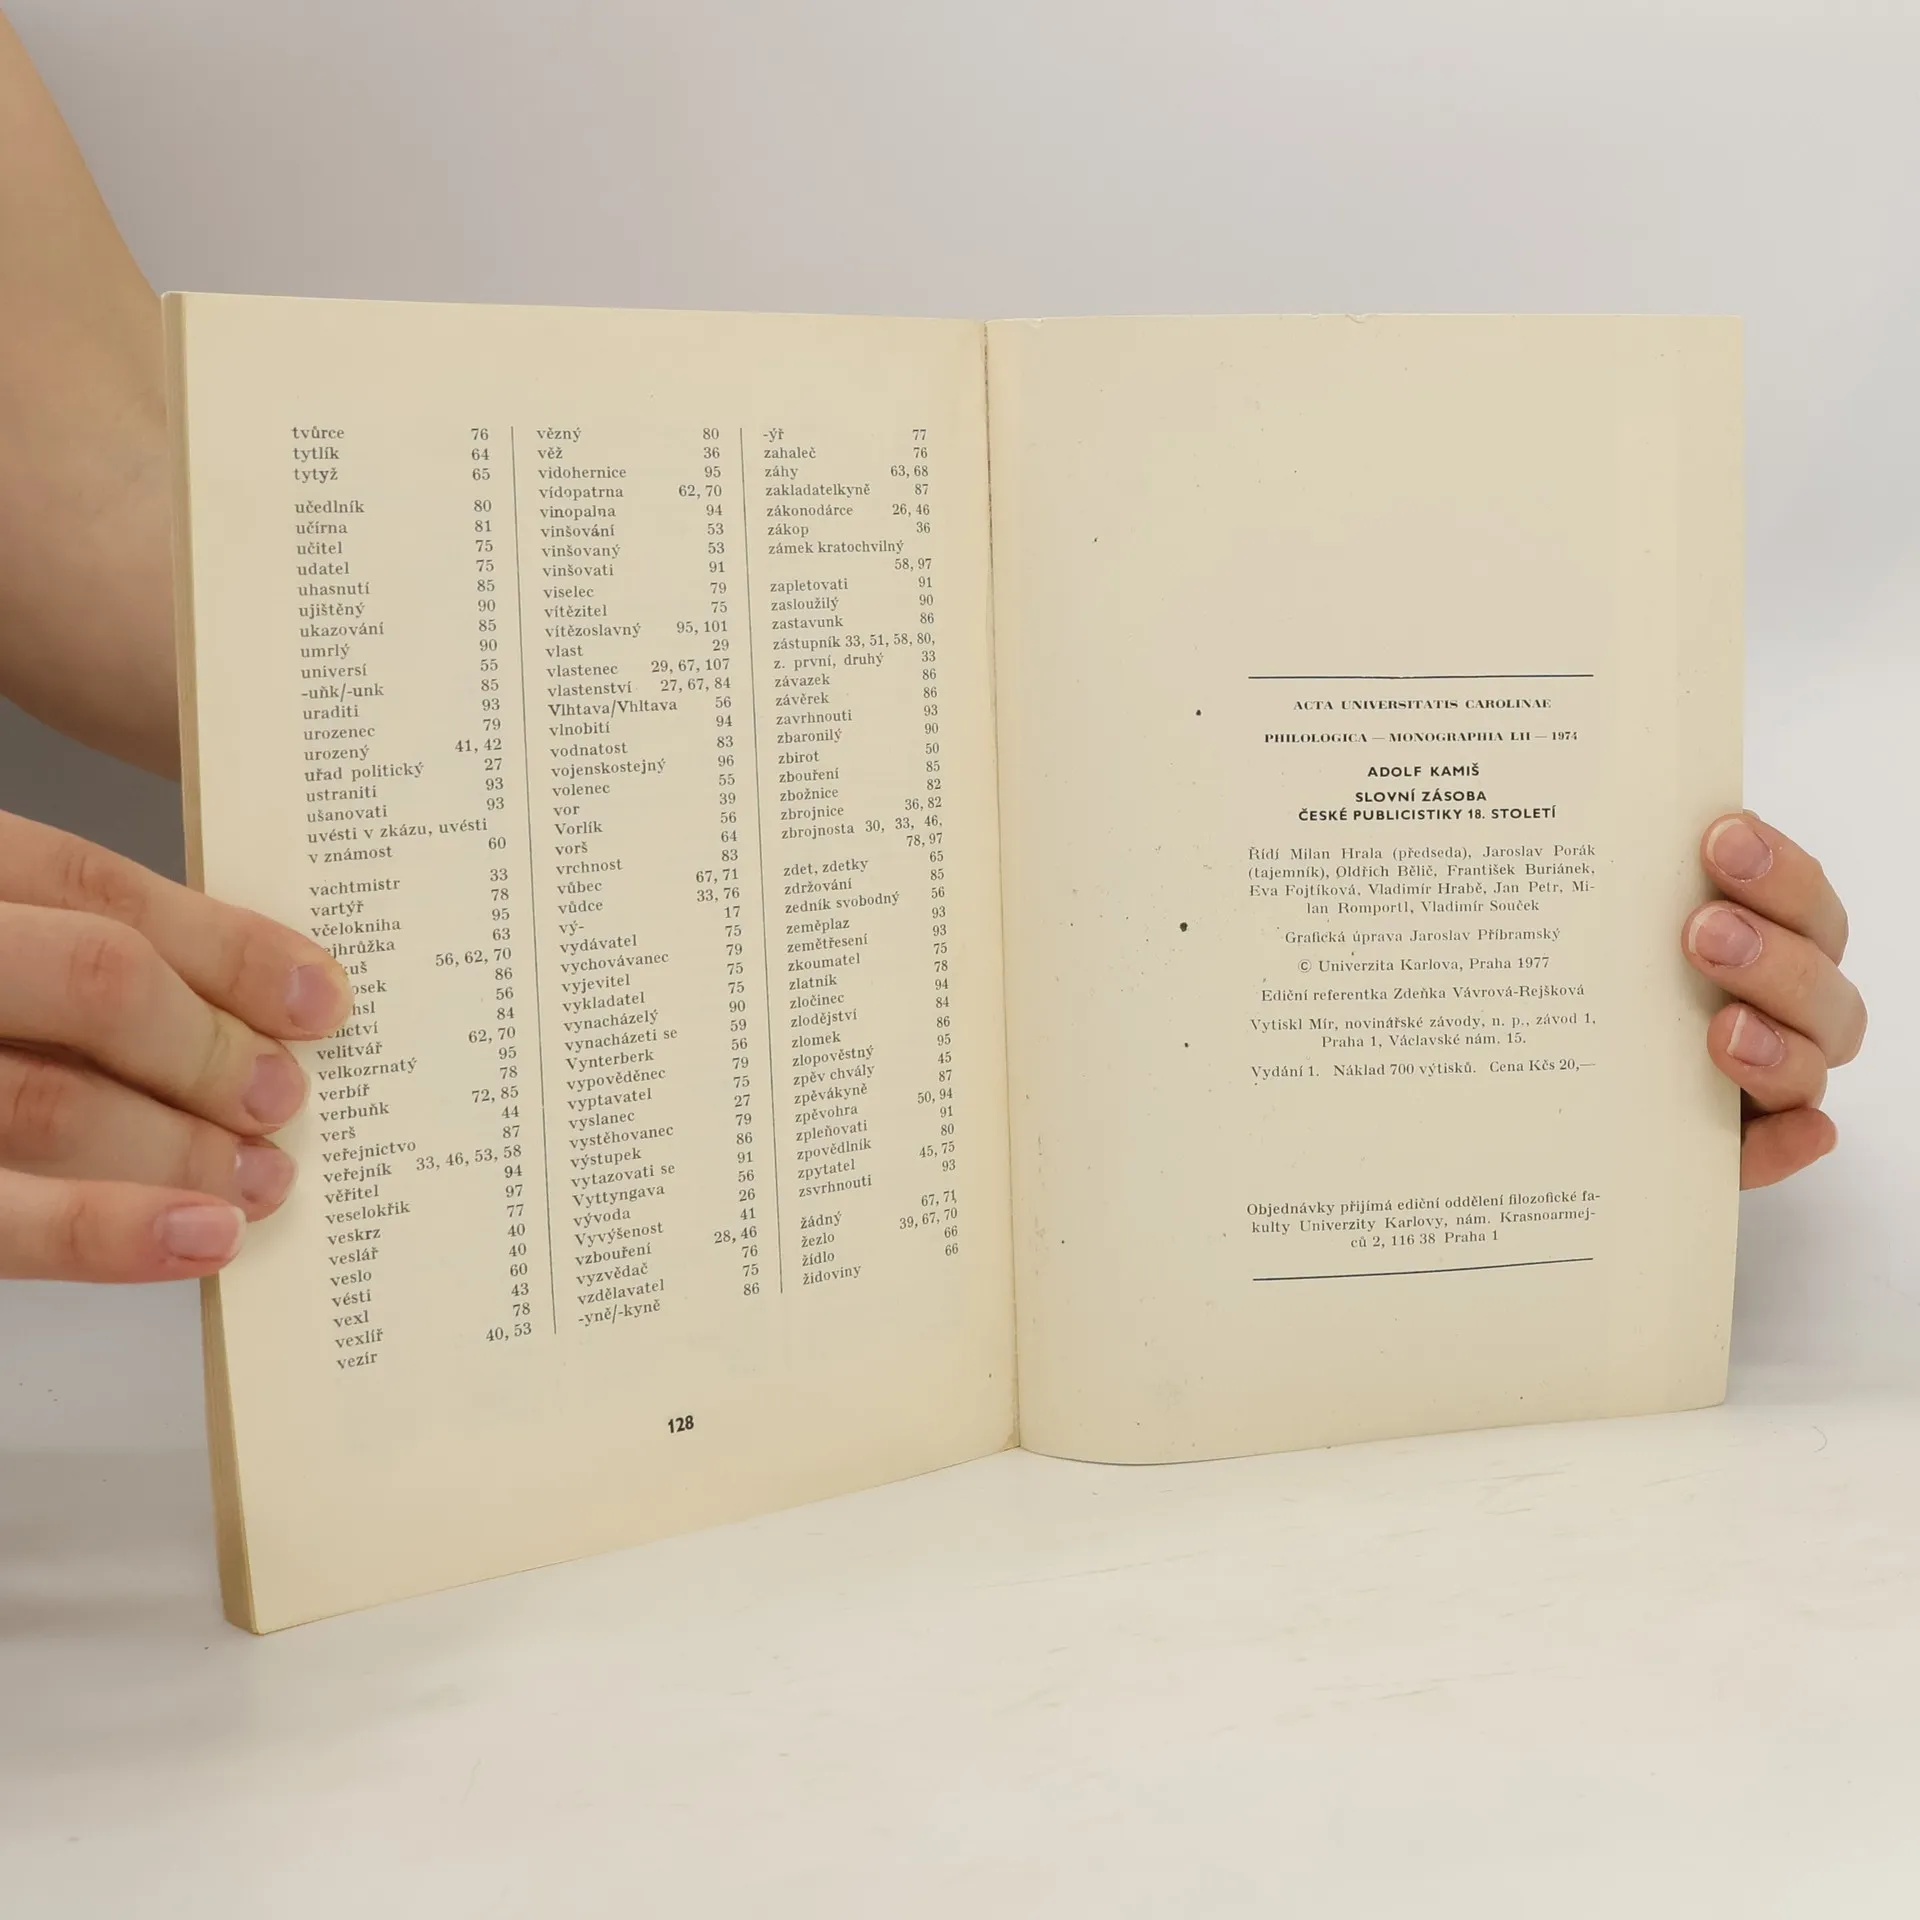 tvůrce 76
tytlík 64
tytyž 65
učedlník 80
učírna 81
učitel 75
udatel 75
uhasnutí 85
ujištěný 90
ukazování 85
umrlý 90
universí 55
-uňk/-unk 85
uraditi 93
urozenec 79
urozený 41, 42
uřad politický 27
ustraniti 93
ušanovati 93
uvésti v zkázu, uvésti
v známost 60
vachtmistr 33
vartýř 78
včelokniha 95
63
56, 62, 70
86
56
84
velitvář 62, 70
velkozrnatý 95
verbíř 78
verbuňk 72, 85
verš 44
veřejnictvo 87
veřejník 33, 46, 53, 58
věřitel 94
veselokřik 97
veskrz 77
veslář 40
veslo 40
vésti 60
vexl 43
vexlíř 78
vezír 40, 53
vězný 80
věž 36
vidohernice 95
vídopatrna 62, 70
vinopalna 94
vinšování 53
vinšovaný 53
vinšovati 91
viselec 79
vítězitel 75
vítězoslavný 95, 101
vlast 29
vlastenec 29, 67, 107
vlastenství 27, 67, 84
Vlhtava/Vhltava 56
vlnobití 94
vodnatost 83
vojenskostejný 96
volenec 55
vor 39
Vorlík 56
vorš 64
vrchnost 83
vůbec 67, 71
vůdce 33, 76
vý- 17
vydávatel 75
vychovávanec 79
vyjevitel 75
vykladatel 75
vynacházelý 90
vynacházeti se 59
Vynterberk 56
vypověděnec 79
vyptavatel 75
vyslanec 27
vystěhovanec 79
výstupek 86
vytazovati se 91
Vyttyngava 56
vývoda 26
Vyvýšenost 41
vzbouření 28, 46
vyzvědač 76
vzdělavatel 75
-yně/-kyně 86
-ýř 77
zahaleč 76
záhy 63, 68
zakladatelkyně 87
zákonodárce 26, 46
zákop 36
zámek kratochvilný
58, 97
zapletovati 91
zasloužilý 90
zastavunk 86
zástupník 33, 51, 58, 80,
z. první, druhý 33
závazek 86
závěrek 86
zavrhnouti 93
zbaronilý 90
zbirot 50
zbouření 85
zbožnice 82
zbrojnice 36, 82
zbrojnosta 30, 33, 46,
78, 97
zdet, zdetky 65
zdržování 85
zedník svobodný 56
zeměplaz 93
zemětřesení 93
zkoumatel 75
zlatník 78
zločinec 94
zlodějství 84
zlomek 86
zlopověstný 95
zpěv chvály 45
zpěvákyně 87
zpěvohra 50, 94
zpleňovati 91
zpovědlník 80
zpytatel 45, 75
zsvrhnouti 93
žádný 67, 71
žezlo 39, 67, 70
žídlo 66
židoviny 66
128
ACTA UNIVERSITATIS CAROLINAE
PHILOLOGICA — MONOGRAPHIA LII — 1974
ADOLF KAMIŠ
SLOVNÍ ZÁSOBA
ČESKÉ PUBLICISTIKY 18. STOLETÍ
Řídí Milan Hrala (předseda), Jaroslav Porák
(tajemník), Oldřich Bělič, František Buriánek,
Eva Fojtíková, Vladimír Hrabě, Jan Petr, Mi-
lan Romportl, Vladimír Souček
Grafická úprava Jaroslav Příbramský
© Univerzita Karlova, Praha 1977
Ediční referentka Zdeňka Vávrová-Rejšková
Vytiskl Mír, novinářské závody, n. p., závod 1,
Praha 1, Václavské nám. 15.
Vydání 1. Náklad 700 výtisků. Cena Kčs 20,—
Objednávky přijímá ediční oddělení filozofické fa-
kulty Univerzity Karlovy, nám. Krasnoarmej-
ců 2, 116 38 Praha 1